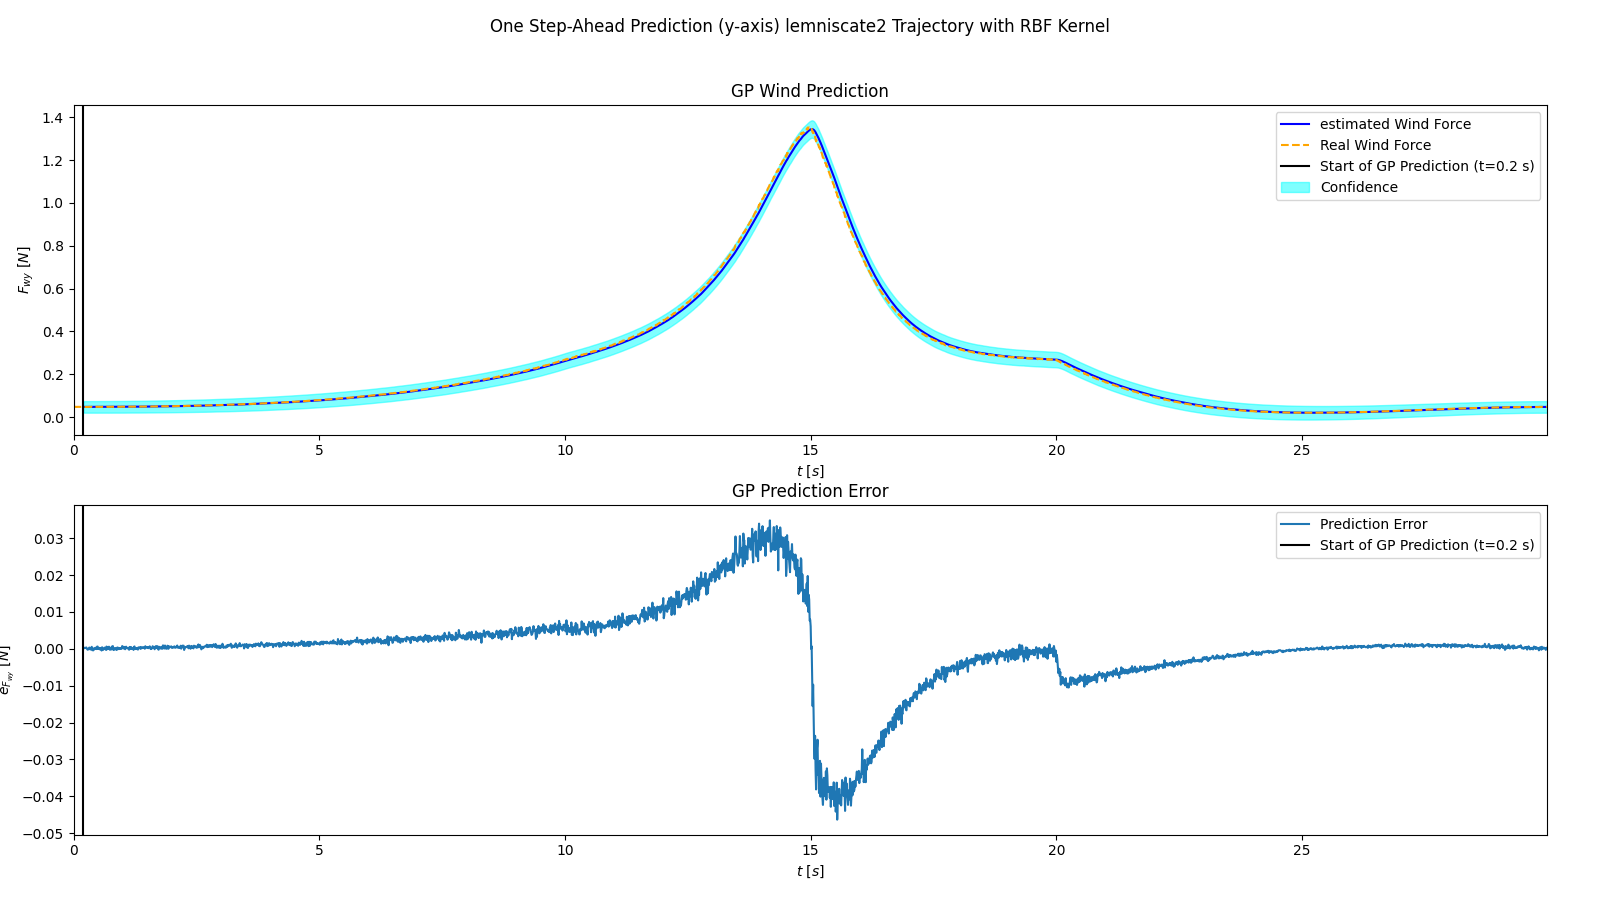 One Step-Ahead Prediction (y-axis) lemniscate2 Trajectory with RBF Kernel
GP Wind Prediction
1.4
1.2
1.0
0.8
0.6
0.4
0.2
0.0
F_wy [N]
estimated Wind Force
Real Wind Force
Start of GP Prediction (t=0.2 s)
Confidence
0 5 10 15 20 25
t [s]
GP Prediction Error
0.03
0.02
0.01
0.00
−0.01
−0.02
−0.03
−0.04
−0.05
e_F_wy [N]
Prediction Error
Start of GP Prediction (t=0.2 s)
0 5 10 15 20 25
t [s]